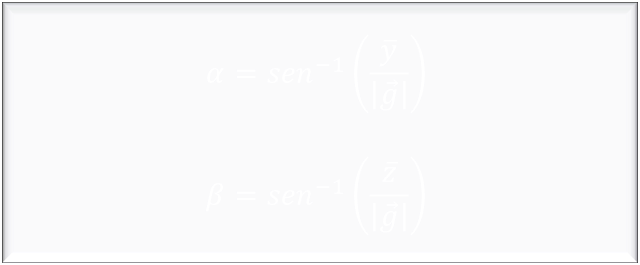 α = sen⁻¹ (ȳ / |ḡ|)
β = sen⁻¹ (z̄ / |ḡ|)